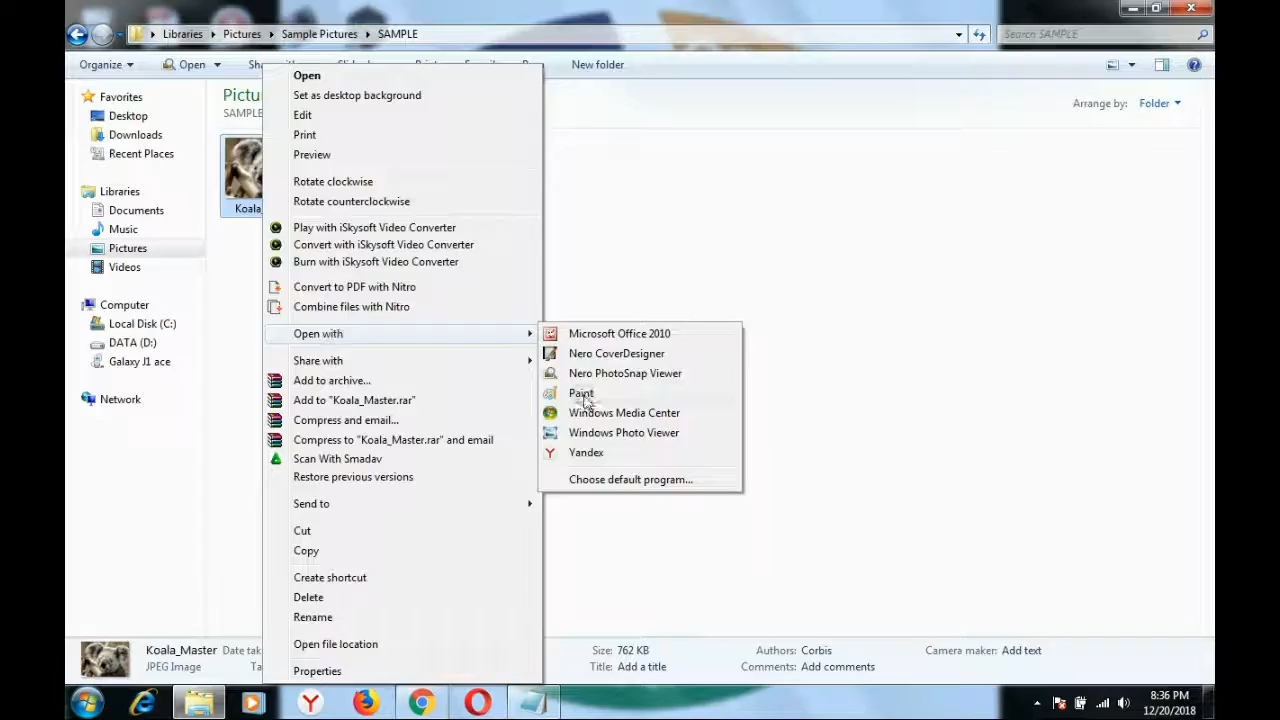 Libraries Pictures Sample Pictures SAMPLE
Search SAMPLE
Organize Open New folder
Favorites
Desktop
Downloads
Recent Places
Libraries
Documents
Music
Pictures
Videos
Computer
Local Disk (C:)
DATA (D:)
Galaxy J1 ace
Network
SAMPLE
Arrange by: Folder
Open
Set as desktop background
Edit
Print
Preview
Rotate clockwise
Rotate counterclockwise
Play with iSkysoft Video Converter
Convert with iSkysoft Video Converter
Burn with iSkysoft Video Converter
Convert to PDF with Nitro
Combine files with Nitro
Open with
Share with
Add to archive...
Add to "Koala_Master.rar"
Compress and email...
Compress to "Koala_Master.rar" and email
Scan With Smadav
Restore previous versions
Send to
Cut
Copy
Create shortcut
Delete
Rename
Open file location
Properties
Microsoft Office 2010
Nero CoverDesigner
Nero PhotoSnap Viewer
Paint
Windows Media Center
Windows Photo Viewer
Yandex
Choose default program...
Koala_Master Date tak
JPEG Image
Size: 762 KB
Title: Add a title
Authors: Corbis
Comments: Add comments
Camera maker: Add text
8:36 PM
12/20/2018